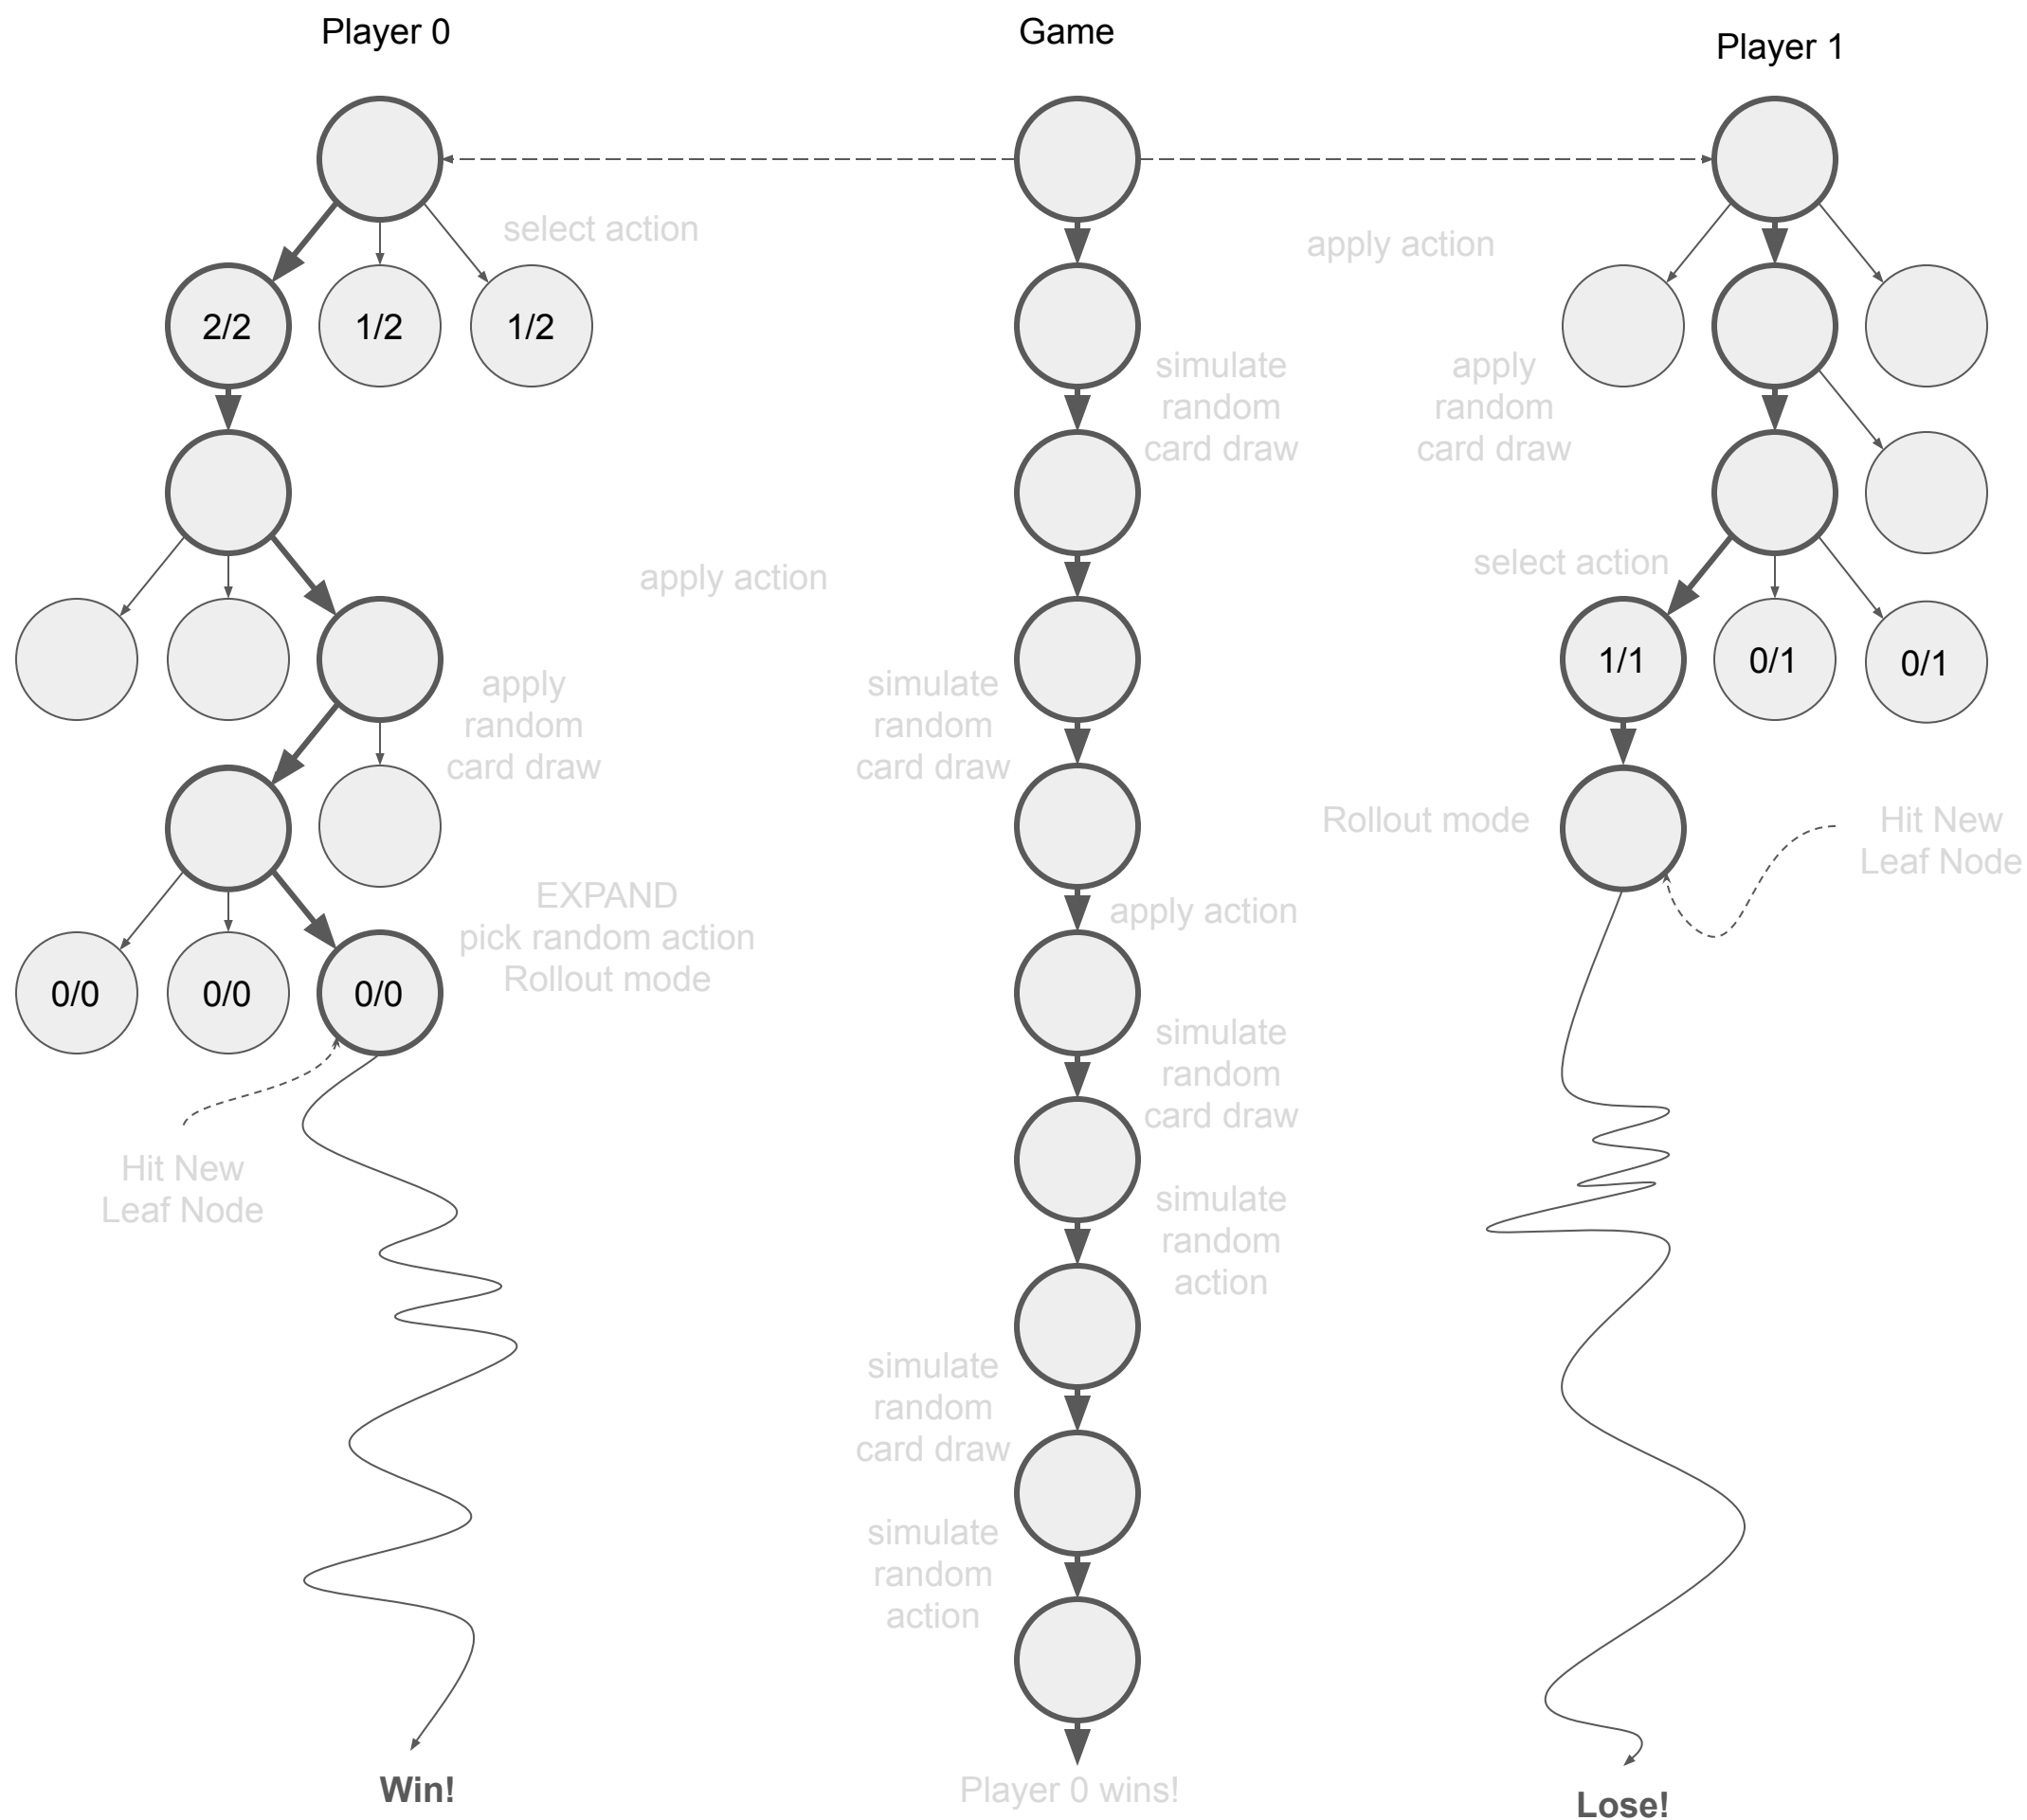 Player 0
Game
Player 1
select action
apply action
2/2
1/2
1/2
simulate
random
card draw
apply
random
card draw
select action
apply action
1/1
0/1
0/1
apply
random
card draw
simulate
random
card draw
Rollout mode
Hit New
Leaf Node
EXPAND
pick random action
Rollout mode
apply action
0/0
0/0
0/0
simulate
random
card draw
Hit New
Leaf Node
simulate
random
action
simulate
random
card draw
simulate
random
action
Win!
Player 0 wins!
Lose!